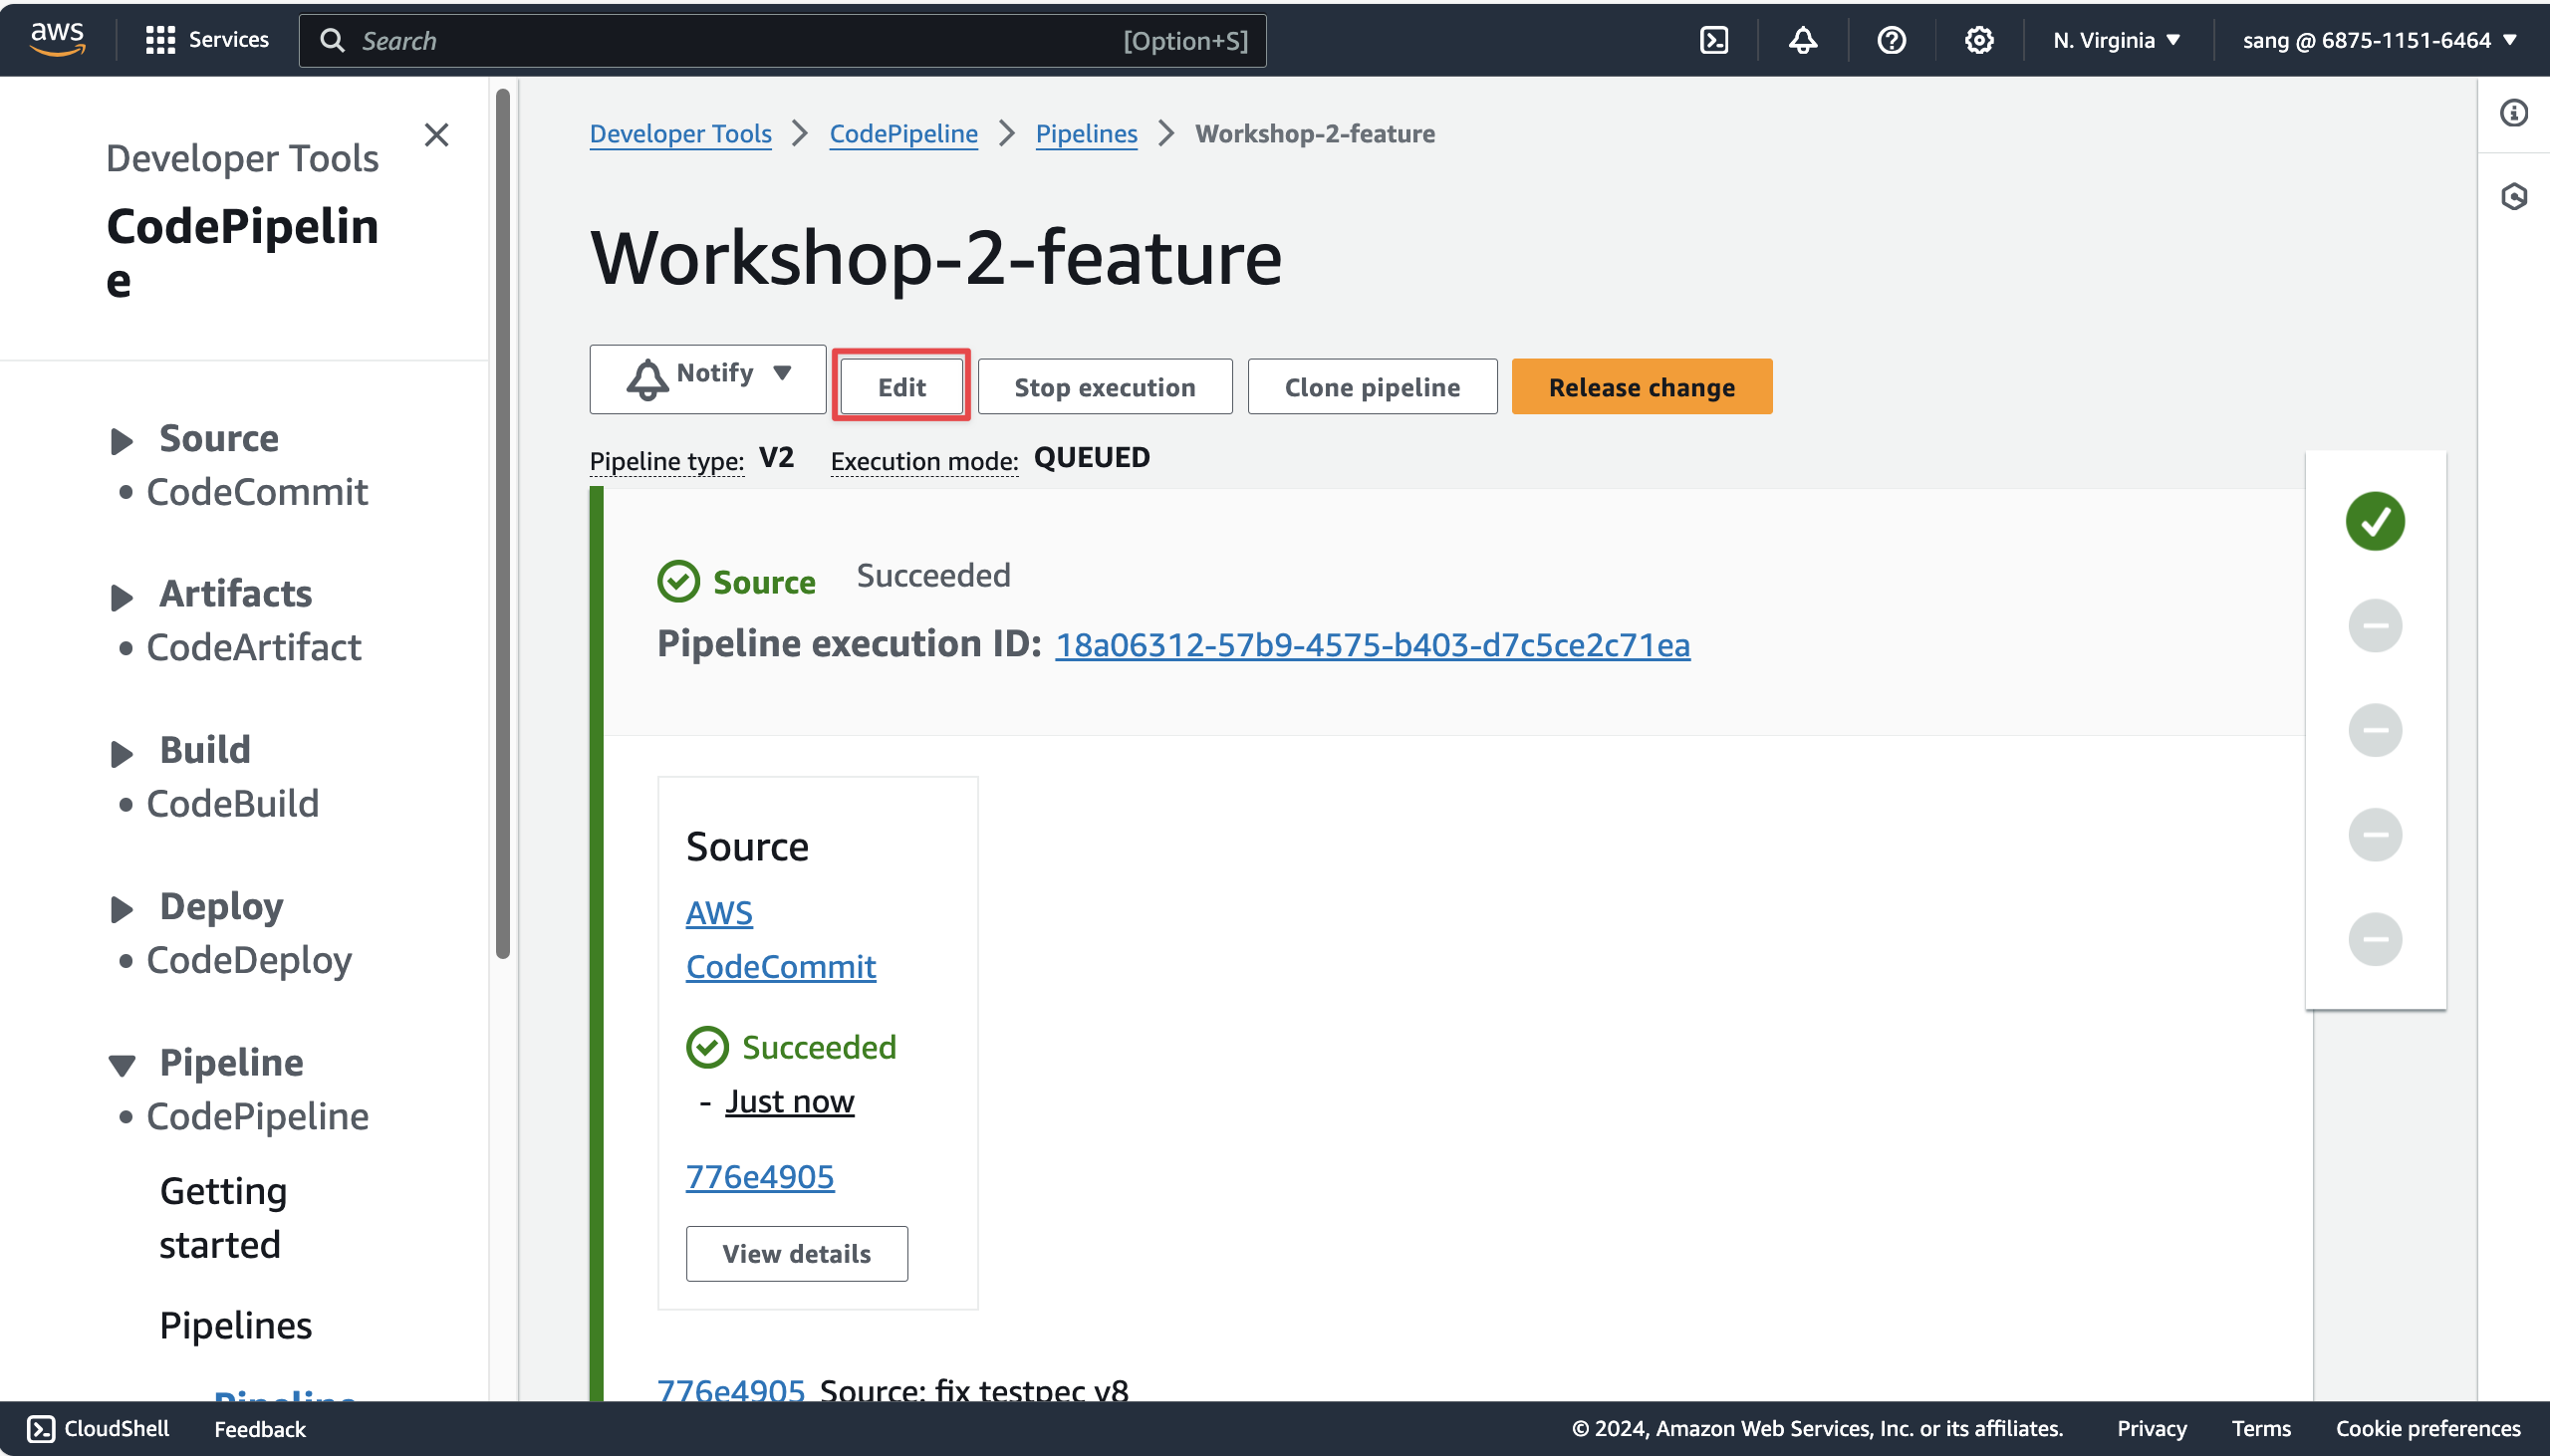 aws
Services
Search
[Option+S]
N. Virginia
sang @ 6875-1151-6464
Developer Tools
CodePipelin
e
Source
CodeCommit
Artifacts
CodeArtifact
Build
CodeBuild
Deploy
CodeDeploy
Pipeline
CodePipeline
Getting
started
Pipelines
Pipeline
Developer Tools
CodePipeline
Pipelines
Workshop-2-feature
Workshop-2-feature
Notify
Edit
Stop execution
Clone pipeline
Release change
Pipeline type: V2
Execution mode: QUEUED
Source
Succeeded
Pipeline execution ID: 18a06312-57b9-4575-b403-d7c5ce2c71ea
Source
AWS
CodeCommit
Succeeded
- Just now
776e4905
View details
776e4905 Source: fix testpec v8
CloudShell
Feedback
© 2024, Amazon Web Services, Inc. or its affiliates.
Privacy
Terms
Cookie preferences